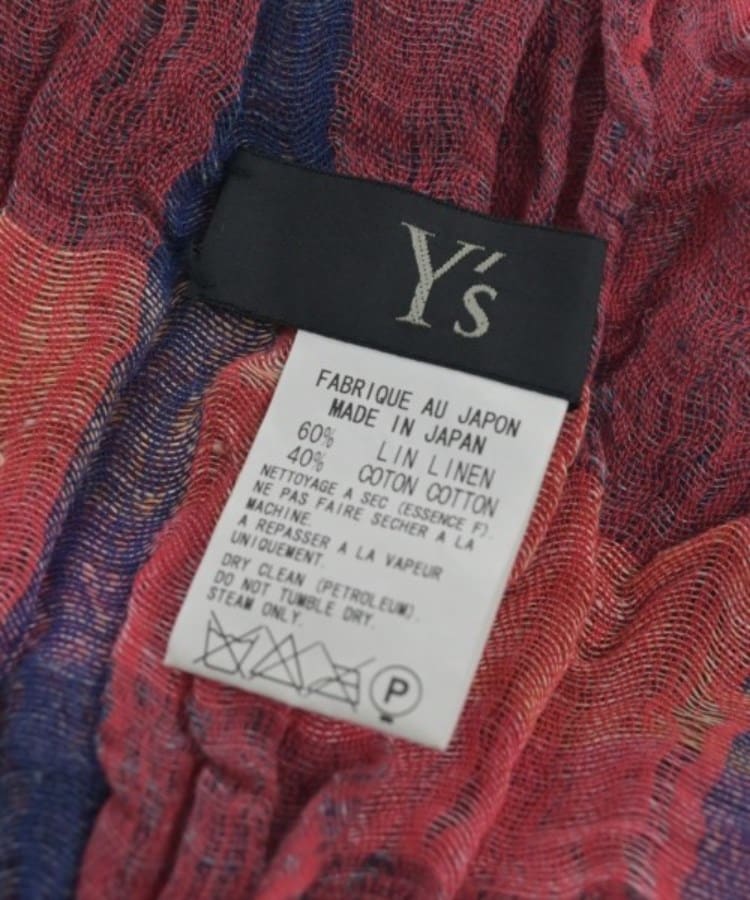 Y's
FABRIQUE AU JAPON
MADE IN JAPAN
60% LIN LINEN
40% COTON COTTON
NETTOYAGE A SEC (ESSENCE F).
NE PAS FAIRE SECHER A LA
MACHINE.
A REPASSER A LA VAPEUR
UNIQUEMENT.
DRY CLEAN (PETROLEUM).
DO NOT TUMBLE DRY.
STEAM ONLY.
P